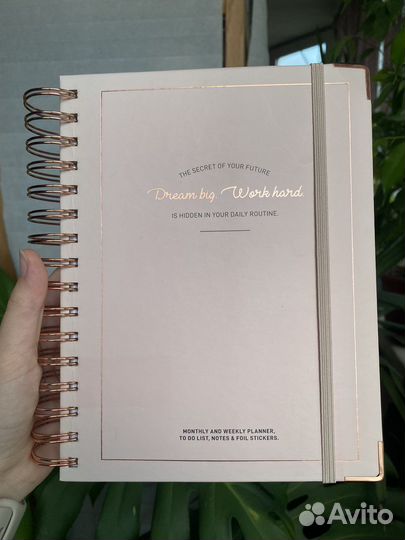 THE SECRET OF YOUR FUTURE
Dream big. Work hard.
IS HIDDEN IN YOUR DAILY ROUTINE.
MONTHLY AND WEEKLY PLANNER,
TO DO LIST, NOTES & FOIL STICKERS.
Avito